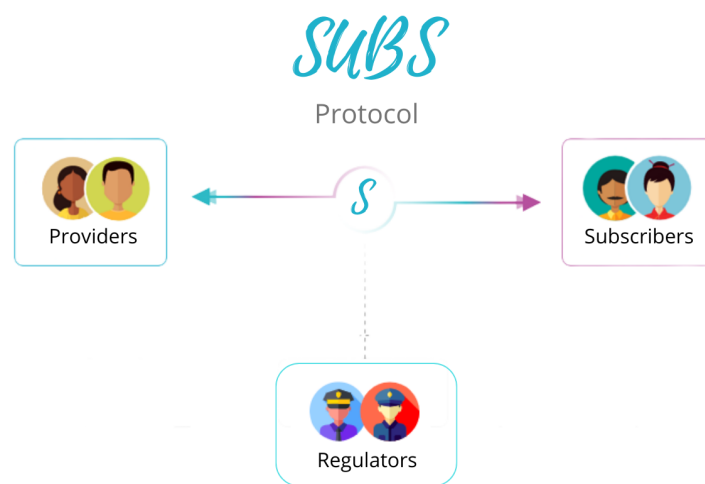 SUBS
Protocol
S
Providers
Subscribers
Regulators